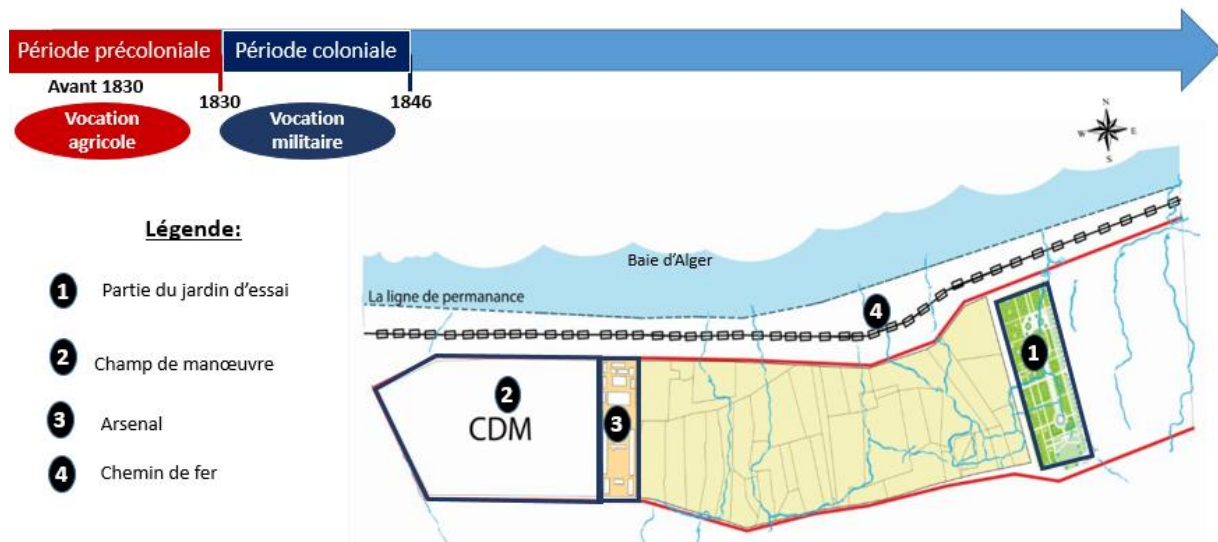 Période précoloniale
Période coloniale
Avant 1830
1830
1846
Vocation
agricole
Vocation
militaire
N
W
E
S
Légende:
1 Partie du jardin d'essai
2 Champ de manœuvre
3 Arsenal
4 Chemin de fer
Baie d'Alger
La ligne de permanance
4
1
2
3
CDM